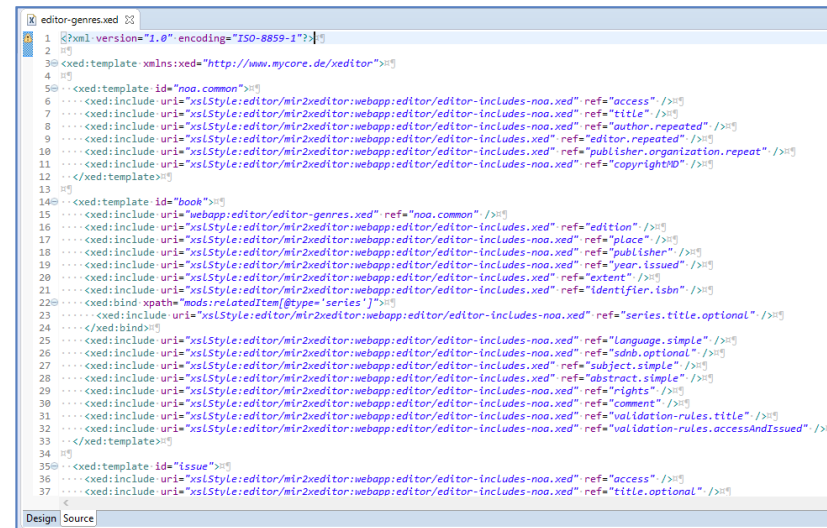 editor-genres.xed
1 <?xml version="1.0" encoding="ISO-8859-1"?>
2
3 <xed:template xmlns:xed="http://www.mycore.de/xeditor">
4
5 <xed:template id="noa.common">
6 <xed:include uri="xslStyle:editor/mir2xeditor:webapp:editor/editor-includes-noa.xed" ref="access" />
7 <xed:include uri="xslStyle:editor/mir2xeditor:webapp:editor/editor-includes-noa.xed" ref="title" />
8 <xed:include uri="xslStyle:editor/mir2xeditor:webapp:editor/editor-includes-noa.xed" ref="author.repeated" />
9 <xed:include uri="xslStyle:editor/mir2xeditor:webapp:editor/editor-includes.xed" ref="editor.repeated" />
10 <xed:include uri="xslStyle:editor/mir2xeditor:webapp:editor/editor-includes-noa.xed" ref="publisher.organization.repeat" />
11 <xed:include uri="xslStyle:editor/mir2xeditor:webapp:editor/editor-includes-noa.xed" ref="copyrightMD" />
12 </xed:template>
13
14 <xed:template id="book">
15 <xed:include uri="webapp:editor/editor-genres.xed" ref="noa.common" />
16 <xed:include uri="xslStyle:editor/mir2xeditor:webapp:editor/editor-includes.xed" ref="edition" />
17 <xed:include uri="xslStyle:editor/mir2xeditor:webapp:editor/editor-includes-noa.xed" ref="place" />
18 <xed:include uri="xslStyle:editor/mir2xeditor:webapp:editor/editor-includes-noa.xed" ref="publisher" />
19 <xed:include uri="xslStyle:editor/mir2xeditor:webapp:editor/editor-includes-noa.xed" ref="year.issued" />
20 <xed:include uri="xslStyle:editor/mir2xeditor:webapp:editor/editor-includes-noa.xed" ref="extent" />
21 <xed:include uri="xslStyle:editor/mir2xeditor:webapp:editor/editor-includes-noa.xed" ref="identifier.isbn" />
22 <xed:bind xpath="mods:relatedItem[@type='series']">
23 <xed:include uri="xslStyle:editor/mir2xeditor:webapp:editor/editor-includes-noa.xed" ref="series.title.optional" />
24 </xed:bind>
25 <xed:include uri="xslStyle:editor/mir2xeditor:webapp:editor/editor-includes-noa.xed" ref="language.simple" />
26 <xed:include uri="xslStyle:editor/mir2xeditor:webapp:editor/editor-includes-noa.xed" ref="sdnb.optional" />
27 <xed:include uri="xslStyle:editor/mir2xeditor:webapp:editor/editor-includes.xed" ref="subject.simple" />
28 <xed:include uri="xslStyle:editor/mir2xeditor:webapp:editor/editor-includes.xed" ref="abstract.simple" />
29 <xed:include uri="xslStyle:editor/mir2xeditor:webapp:editor/editor-includes-noa.xed" ref="rights" />
30 <xed:include uri="xslStyle:editor/mir2xeditor:webapp:editor/editor-includes-noa.xed" ref="comment" />
31 <xed:include uri="xslStyle:editor/mir2xeditor:webapp:editor/editor-includes-noa.xed" ref="validation-rules.title" />
32 <xed:include uri="xslStyle:editor/mir2xeditor:webapp:editor/editor-includes-noa.xed" ref="validation-rules.accessAndIssued" />
33 </xed:template>
34
35 <xed:template id="issue">
36 <xed:include uri="xslStyle:editor/mir2xeditor:webapp:editor/editor-includes-noa.xed" ref="access" />
37 <xed:include uri="xslStyle:editor/mir2xeditor:webapp:editor/editor-includes-noa.xed" ref="title.optional" />
Design Source